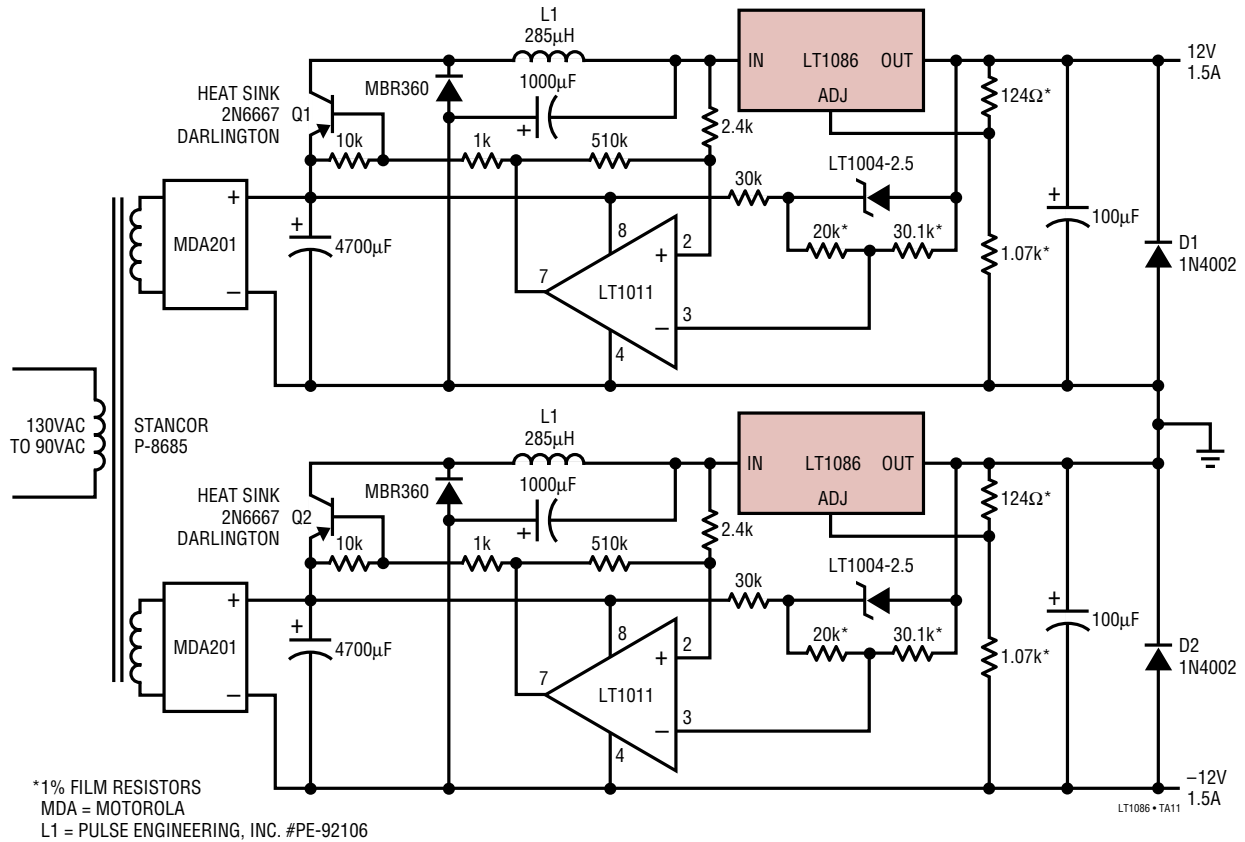 L1
285µH
1000µF
MBR360
HEAT SINK
2N6667
DARLINGTON
Q1
10k
1k
510k
2.4k
IN
LT1086
OUT
ADJ
12V
1.5A
124Ω*
LT1004-2.5
30k
20k*
30.1k*
1.07k*
+
100µF
D1
1N4002
+
MDA201
–
+
4700µF
8
2
+
7
LT1011
3
–
4
130VAC
TO 90VAC
STANCOR
P-8685
L1
285µH
1000µF
+
MBR360
HEAT SINK
2N6667
DARLINGTON
Q2
10k
1k
510k
2.4k
IN
LT1086
OUT
ADJ
124Ω*
LT1004-2.5
30k
20k*
30.1k*
1.07k*
+
100µF
D2
1N4002
+
MDA201
–
+
4700µF
8
2
+
7
LT1011
3
–
4
+
–12V
1.5A
LT1086 • TA11
*1% FILM RESISTORS
MDA = MOTOROLA
L1 = PULSE ENGINEERING, INC. #PE-92106